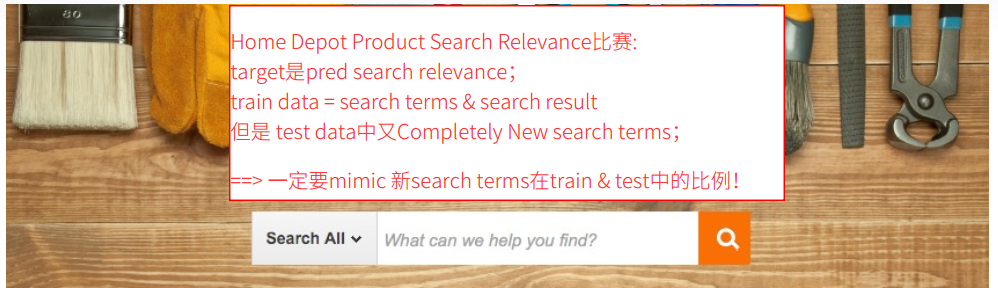 80
Home Depot Product Search Relevance比赛:
target是pred search relevance；
train data = search terms & search result
但是 test data中又Completely New search terms；
==> 一定要mimic 新search terms在train & test中的比例！
Search All What can we help you find?